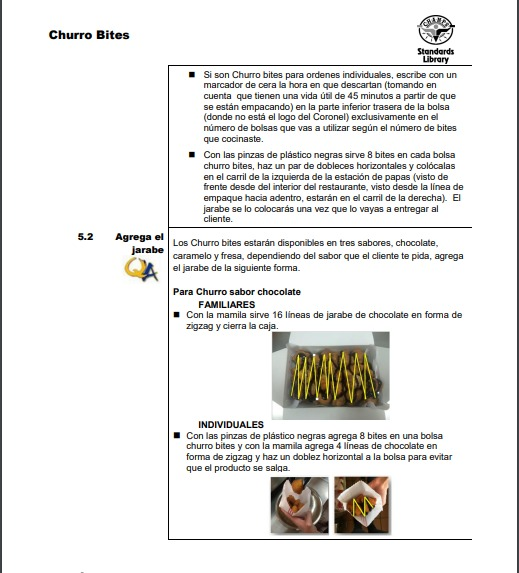 Churro Bites
CHAMPS
Standards
Library
■ Si son Churro bites para ordenes individuales, escribe con un
marcador de cera la hora en que descartan (tomando en
cuenta que tienen una vida útil de 45 minutos a partir de que
se están empacando) en la parte inferior trasera de la bolsa
(donde no está el logo del Coronel) exclusivamente en el
número de bolsas que vas a utilizar según el número de bites
que cocinaste.
■ Con las pinzas de plástico negras sirve 8 bites en cada bolsa
churro bites, haz un par de dobleces horizontales y colócalas
en el carril de la izquierda de la estación de papas (visto de
frente desde del interior del restaurante, visto desde la línea de
empaque hacia adentro, estarán en el carril de la derecha). El
jarabe se lo colocarás una vez que lo vayas a entregar al
cliente.
5.2 Agrega el
jarabe
QA
Los Churro bites estarán disponibles en tres sabores, chocolate,
caramelo y fresa, dependiendo del sabor que el cliente te pida, agrega
el jarabe de la siguiente forma.
Para Churro sabor chocolate
FAMILIARES
■ Con la mamila sirve 16 líneas de jarabe de chocolate en forma de
zigzag y cierra la caja.
INDIVIDUALES
■ Con las pinzas de plástico negras agrega 8 bites en una bolsa
churro bites y con la mamila agrega 4 líneas de chocolate en
forma de zigzag y haz un doblez horizontal a la bolsa para evitar
que el producto se salga.